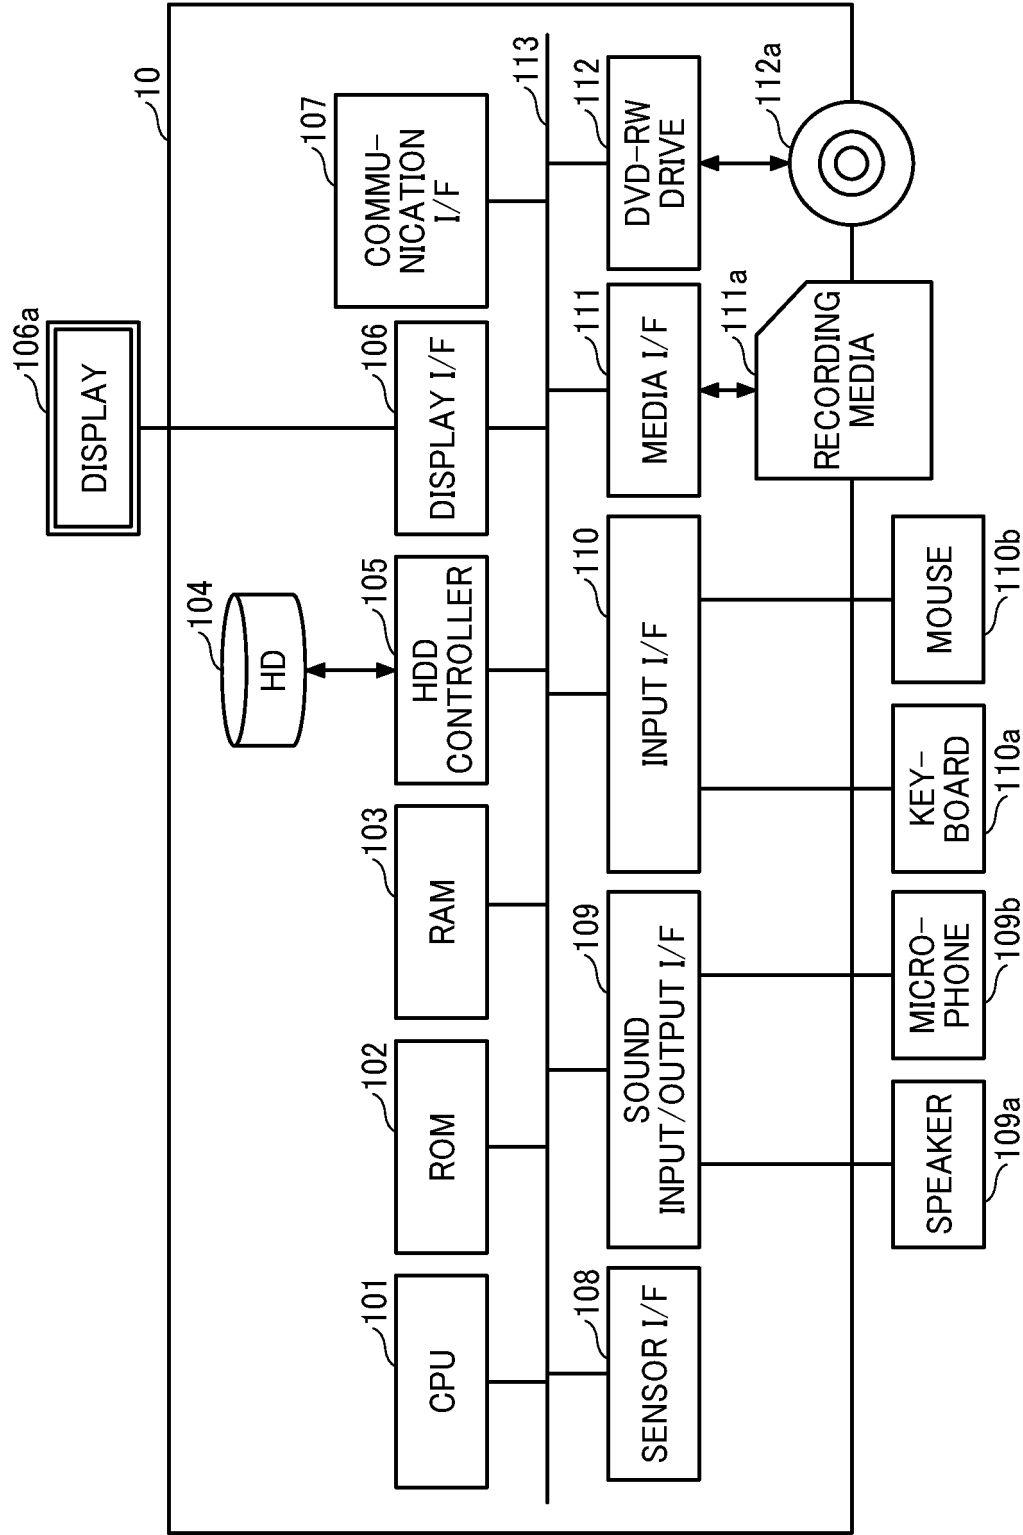 10
106a
DISPLAY
104
HD
101
CPU
102
ROM
103
RAM
105
HDD
CONTROLLER
106
DISPLAY I/F
107
COMMU-
NICATION
I/F
113
108
SENSOR I/F
109
SOUND
INPUT/OUTPUT I/F
110
INPUT I/F
111
MEDIA I/F
112
DVD-RW
DRIVE
111a
RECORDING
MEDIA
112a
SPEAKER
109a
MICRO-
PHONE
109b
KEY-
BOARD
110a
MOUSE
110b